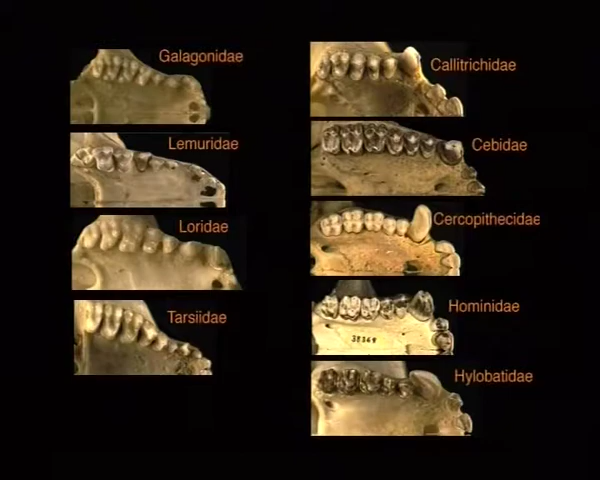 Galagonidae
Lemuridae
Loridae
Tarsiidae
Callitrichidae
Cebidae
Cercopithecidae
Hominidae
Hylobatidae